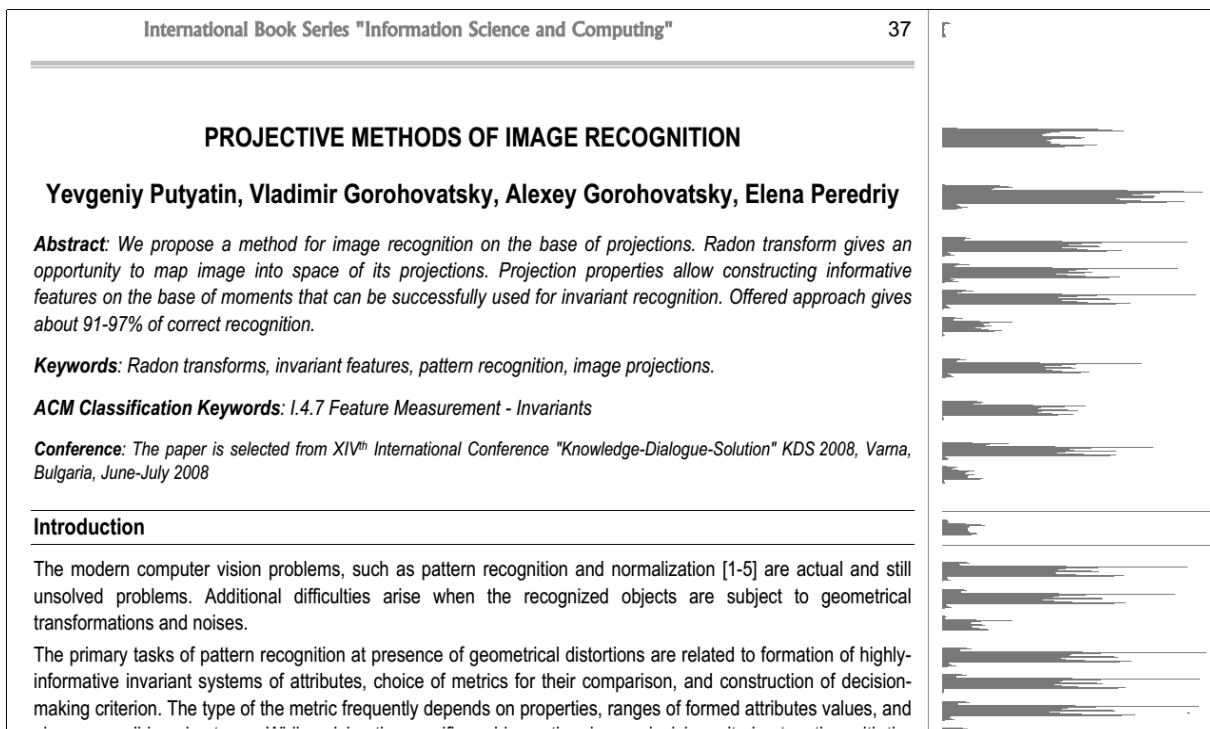 International Book Series "Information Science and Computing" 37
PROJECTIVE METHODS OF IMAGE RECOGNITION
Yevgeniy Putyatin, Vladimir Gorohovatsky, Alexey Gorohovatsky, Elena Peredriy
Abstract: We propose a method for image recognition on the base of projections. Radon transform gives an
opportunity to map image into space of its projections. Projection properties allow constructing informative
features on the base of moments that can be successfully used for invariant recognition. Offered approach gives
about 91-97% of correct recognition.
Keywords: Radon transforms, invariant features, pattern recognition, image projections.
ACM Classification Keywords: I.4.7 Feature Measurement - Invariants
Conference: The paper is selected from XIVth International Conference "Knowledge-Dialogue-Solution" KDS 2008, Varna,
Bulgaria, June-July 2008
Introduction
The modern computer vision problems, such as pattern recognition and normalization [1-5] are actual and still
unsolved problems. Additional difficulties arise when the recognized objects are subject to geometrical
transformations and noises.
The primary tasks of pattern recognition at presence of geometrical distortions are related to formation of highly-
informative invariant systems of attributes, choice of metrics for their comparison, and construction of decision-
making criterion. The type of the metric frequently depends on properties, ranges of formed attributes values, and